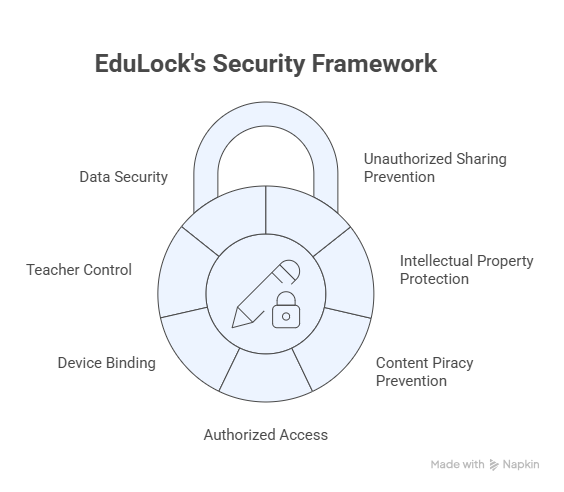 EduLock's Security Framework
Data Security
Unauthorized Sharing
Prevention
Teacher Control
Intellectual Property
Protection
Device Binding
Content Piracy
Prevention
Authorized Access
Made with Napkin